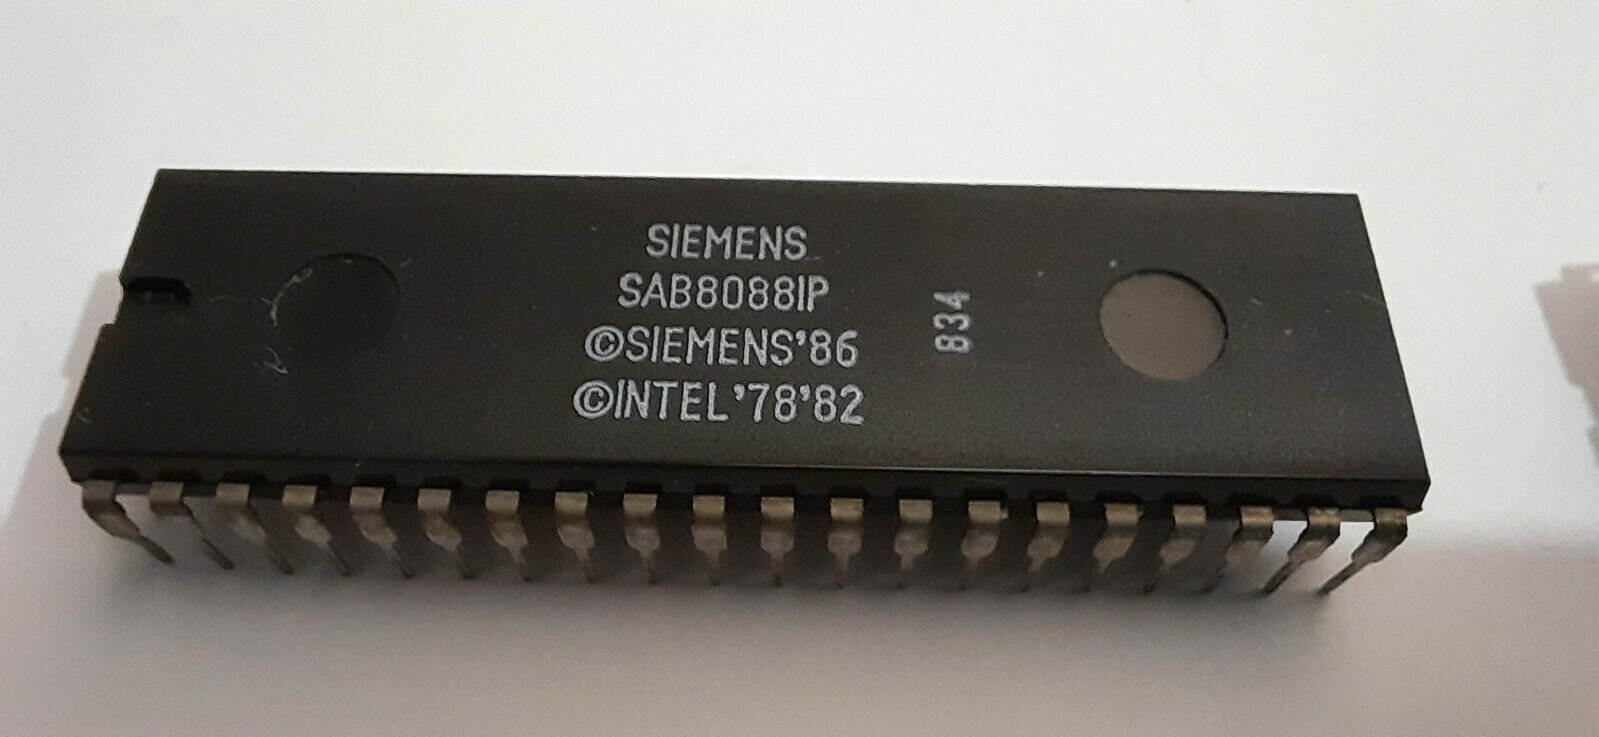 SIEMENS
SAB8088IP
©SIEMENS'86
©INTEL'78'82
834